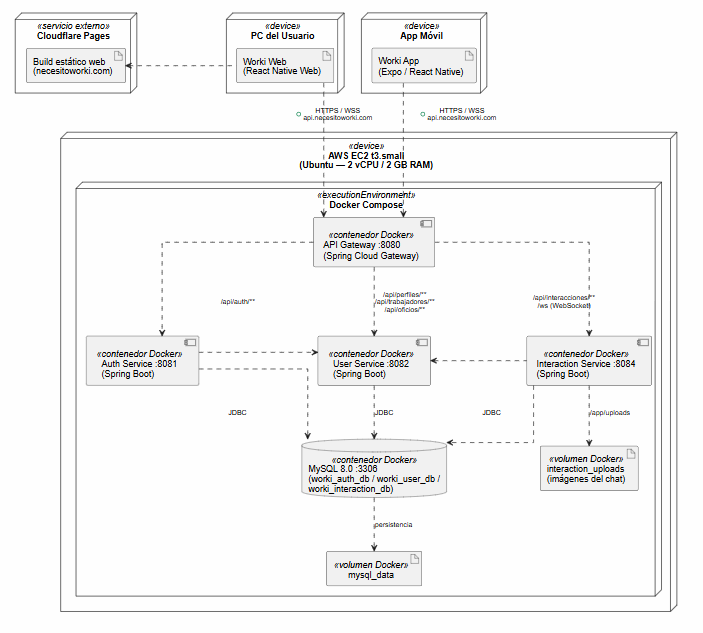 «servicio externo»
Cloudflare Pages
Build estático web
(necesitoworki.com)
«device»
PC del Usuario
Worki Web
(React Native Web)
«device»
App Móvil
Worki App
(Expo / React Native)
HTTPS / WSS
api.necesitoworki.com
HTTPS / WSS
api.necesitoworki.com
«device»
AWS EC2 t3.small
(Ubuntu — 2 vCPU / 2 GB RAM)
«executionEnvironment»
Docker Compose
«contenedor Docker»
API Gateway :8080
(Spring Cloud Gateway)
/api/auth/**
/api/perfiles/**
/api/trabajadores/**
/api/oficios/**
/api/interacciones/**
/ws (WebSocket)
«contenedor Docker»
Auth Service :8081
(Spring Boot)
«contenedor Docker»
User Service :8082
(Spring Boot)
«contenedor Docker»
Interaction Service :8084
(Spring Boot)
JDBC
JDBC
JDBC
/app/uploads
«contenedor Docker»
MySQL 8.0 :3306
(worki_auth_db / worki_user_db /
worki_interaction_db)
«volumen Docker»
interaction_uploads
(imágenes del chat)
persistencia
«volumen Docker»
mysql_data